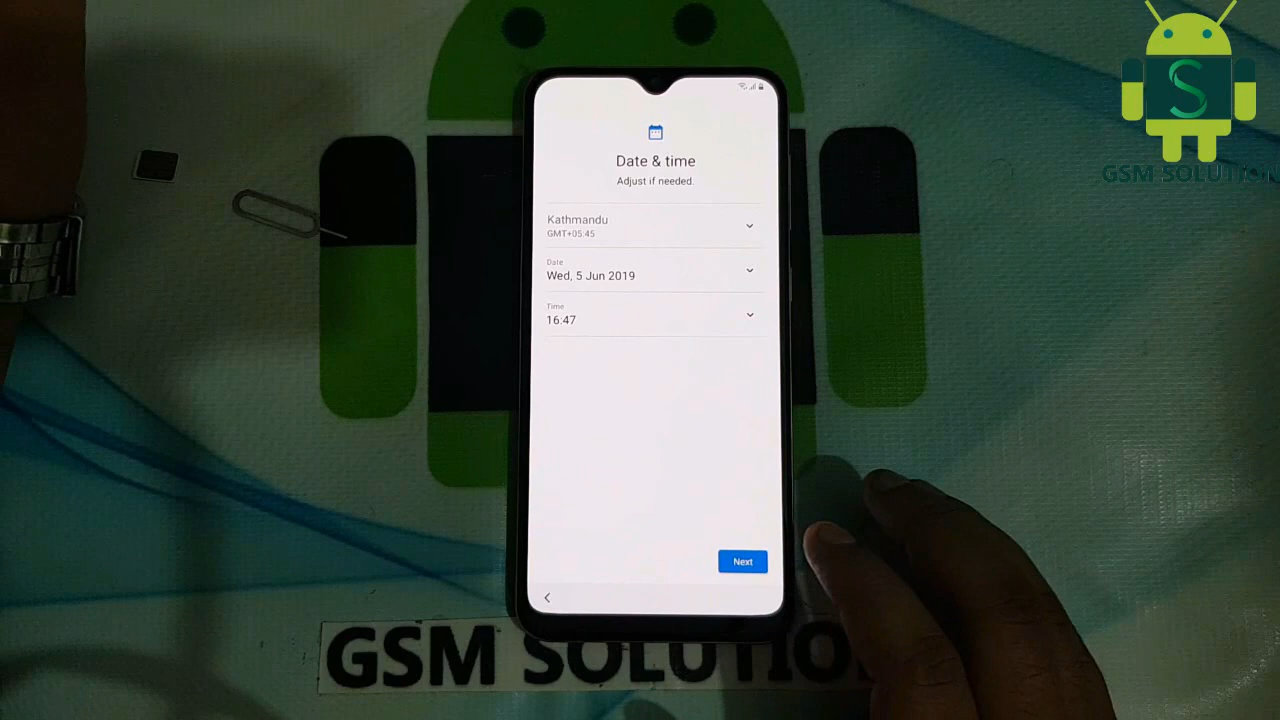 Date & time
Adjust if needed.
Kathmandu
GMT+05:45
Date
Wed, 5 Jun 2019
Time
16:47
Next
GSM SOLUTION
GSM SOLUTIO
S